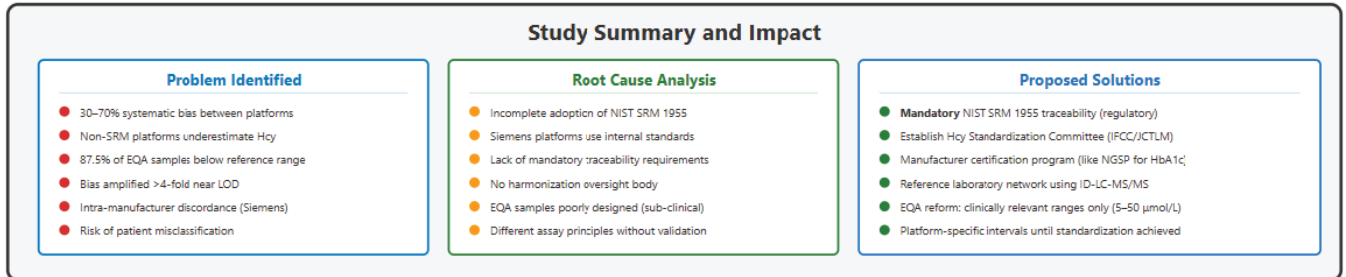 Study Summary and Impact
Problem Identified
30–70% systematic bias between platforms
Non-SRM platforms underestimate Hcy
87.5% of EQA samples below reference range
Bias amplified >4-fold near LOD
Intra-manufacturer discordance (Siemens)
Risk of patient misclassification
Root Cause Analysis
Incomplete adoption of NIST SRM 1955
Siemens platforms use internal standards
Lack of mandatory traceability requirements
No harmonization oversight body
EQA samples poorly designed (sub-clinical)
Different assay principles without validation
Proposed Solutions
Mandatory NIST SRM 1955 traceability (regulatory)
Establish Hcy Standardization Committee (IFCC/JCTLM)
Manufacturer certification program (like NGSP for HbA1c)
Reference laboratory network using ID-LC-MS/MS
EQA reform: clinically relevant ranges only (5–50 μmol/L)
Platform-specific intervals until standardization achieved